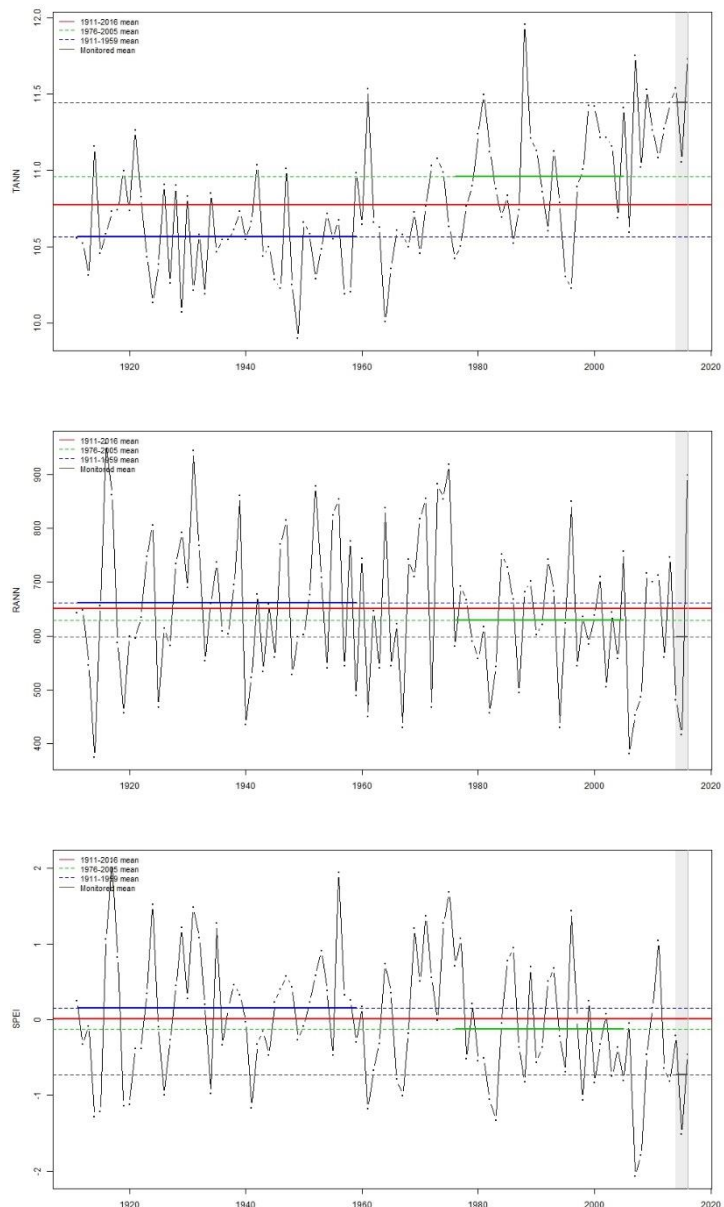 1911-2016 mean
1976-2005 mean
1911-1959 mean
Monitored mean
TANN
12.0
11.5
11.0
10.5
10.0
1920
1940
1960
1980
2000
2020
1911-2016 mean
1976-2005 mean
1911-1959 mean
Monitored mean
RANN
900
800
700
600
500
400
1920
1940
1960
1980
2000
2020
1911-2016 mean
1976-2005 mean
1911-1959 mean
Monitored mean
SPEI
2
1
0
-1
-2
1920
1940
1960
1980
2000
2020